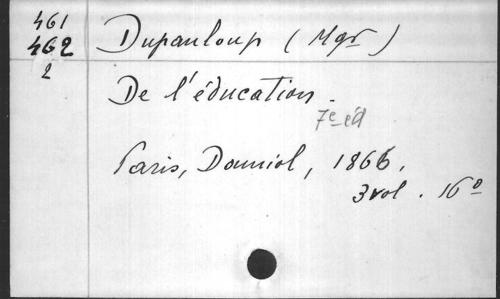 461
462 Dupanloup (Mgr)
2
De l'éducation.
7e éd
Paris, Douniol, 1866.
3 vol. 16°